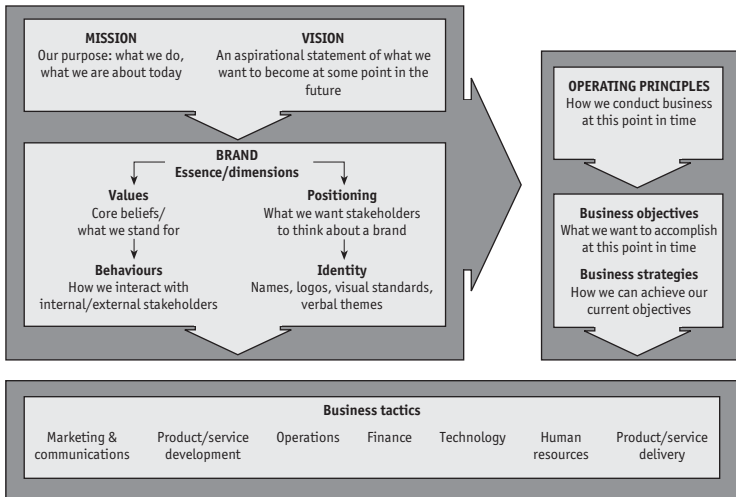 MISSION
Our purpose: what we do,
what we are about today
VISION
An aspirational statement of what we
want to become at some point in the
future
BRAND
Essence/dimensions
Values
Core beliefs/
what we stand for
Behaviours
How we interact with
internal/external stakeholders
Positioning
What we want stakeholders
to think about a brand
Identity
Names, logos, visual standards,
verbal themes
OPERATING PRINCIPLES
How we conduct business
at this point in time
Business objectives
What we want to accomplish
at this point in time
Business strategies
How we can achieve our
current objectives
Business tactics
Marketing &
communications
Product/service
development
Operations
Finance
Technology
Human
resources
Product/service
delivery